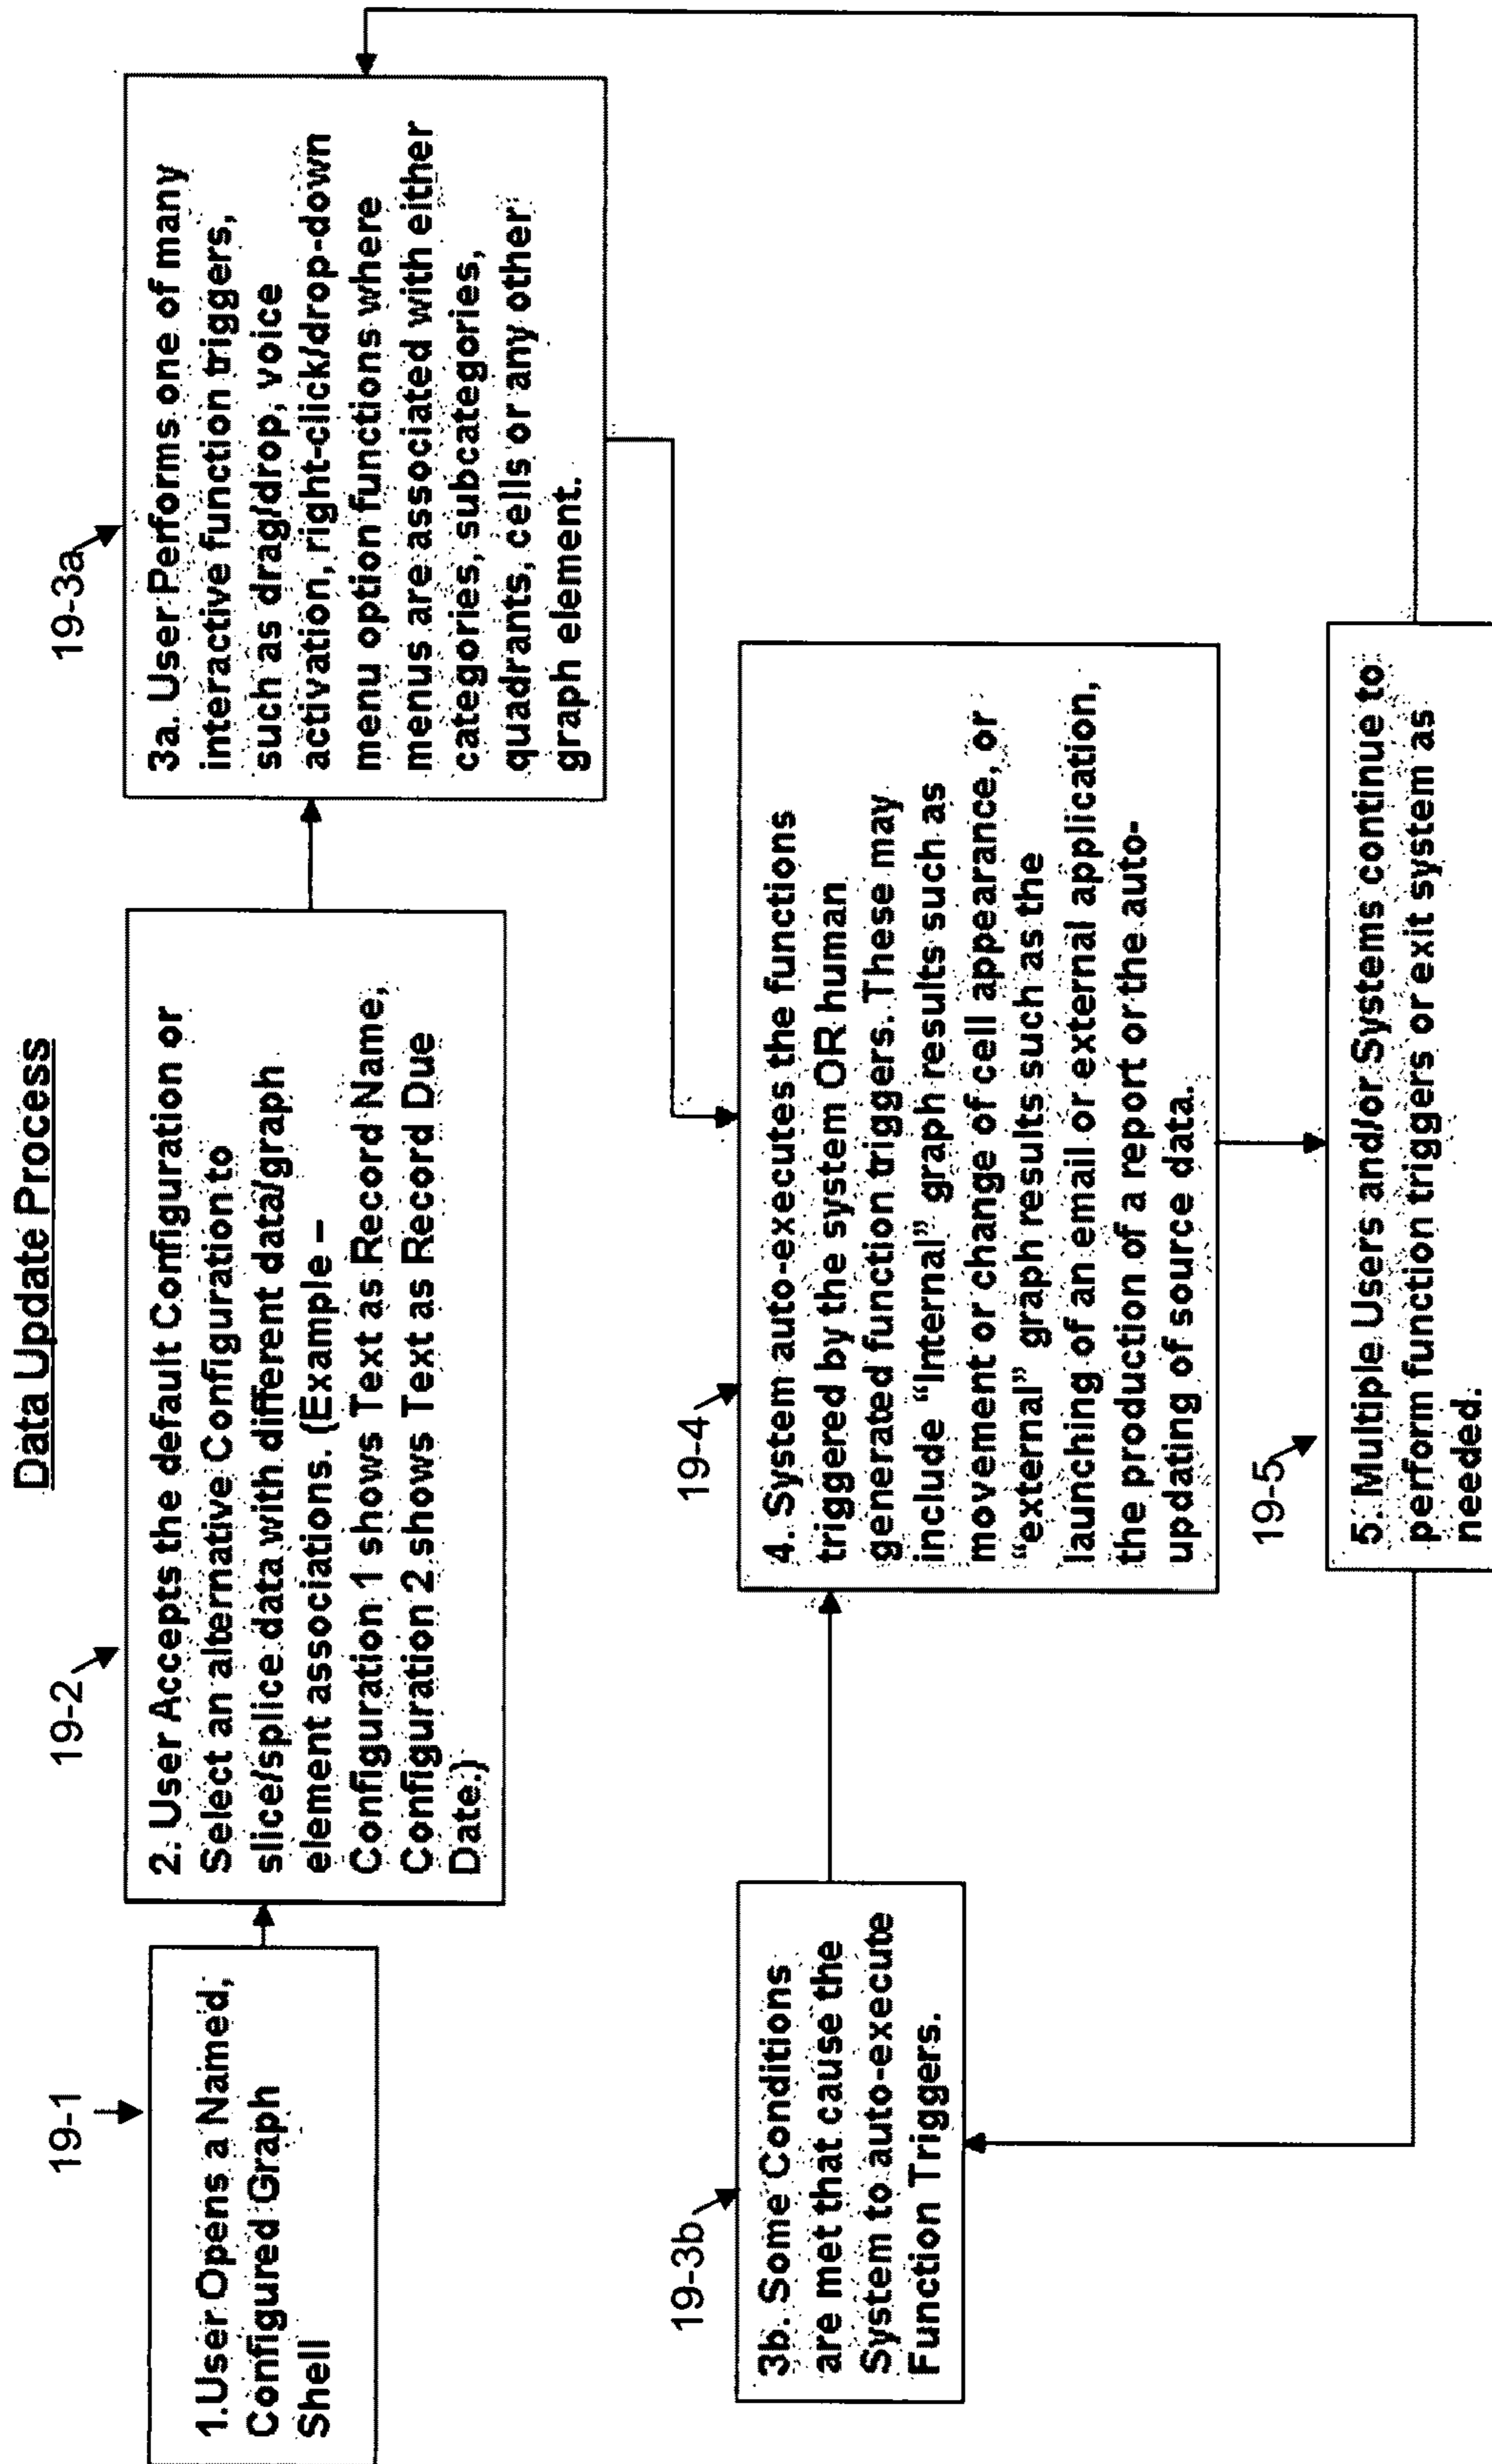 Data Update Process
19-1
1.User Opens a Named,
Configured Graph
Shell
19-2
2. User Accepts the default Configuration or
Select an alternative Configuration to
slice/splice data with different data/graph
element associations. (Example –
Configuration 1 shows Text as Record Name,
Configuration 2 shows Text as Record Due
Date.)
19-3a
3a. User Performs one of many
interactive function triggers,
such as drag/drop, voice
activation, right-click/drop-down
menu option functions where
menus are associated with either
categories, subcategories,
quadrants, cells or any other
graph element.
19-3b
3b. Some Conditions
are met that cause the
System to auto-execute
Function Triggers.
19-4
4. System auto-executes the functions
triggered by the system OR human
generated function triggers. These may
include “Internal” graph results such as
movement or change of cell appearance, or
“external” graph results such as the
launching of an email or external application,
the production of a report or the auto-
updating of source data.
19-5
5. Multiple Users and/or Systems continue to
perform function triggers or exit system as
needed.